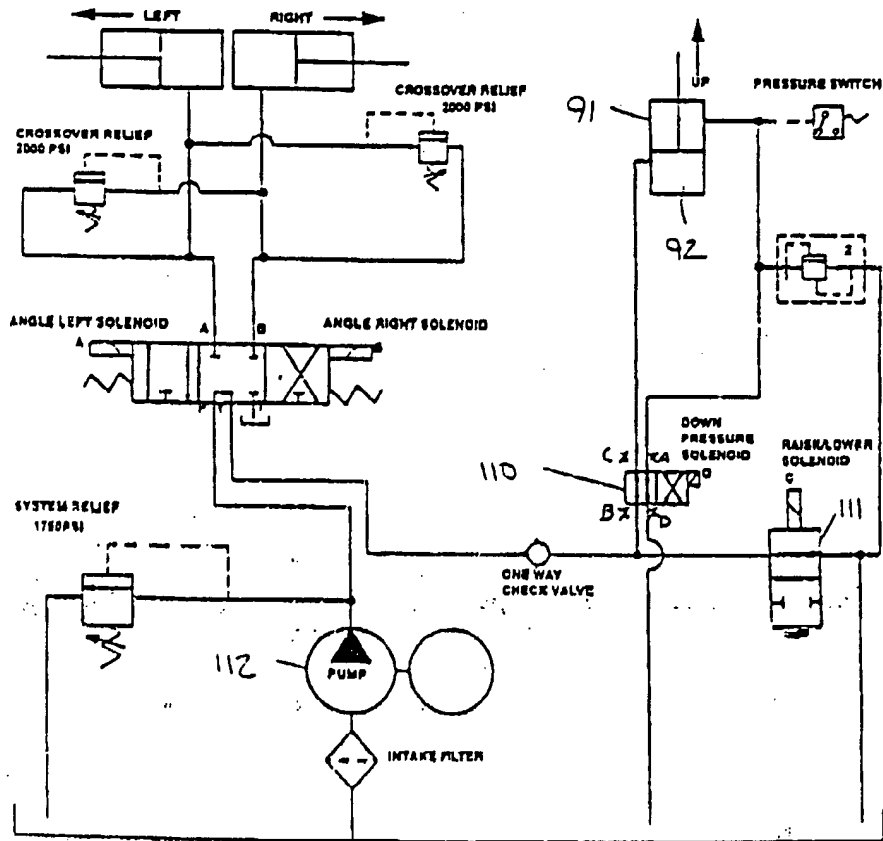 LEFT
RIGHT
UP
PRESSURE SWITCH
91
CROSSOVER RELIEF
2000 PSI
CROSSOVER RELIEF
2000 PSI
92
2
ANGLE LEFT SOLENOID
A
B
ANGLE RIGHT SOLENOID
A
DOWN
PRESSURE
SOLENOID
RAISE/LOWER
SOLENOID
C
C x
x A
D
110
B x
x D
111
SYSTEM RELIEF
1750 PSI
ONE WAY
CHECK VALVE
112
PUMP
INTAKE FILTER